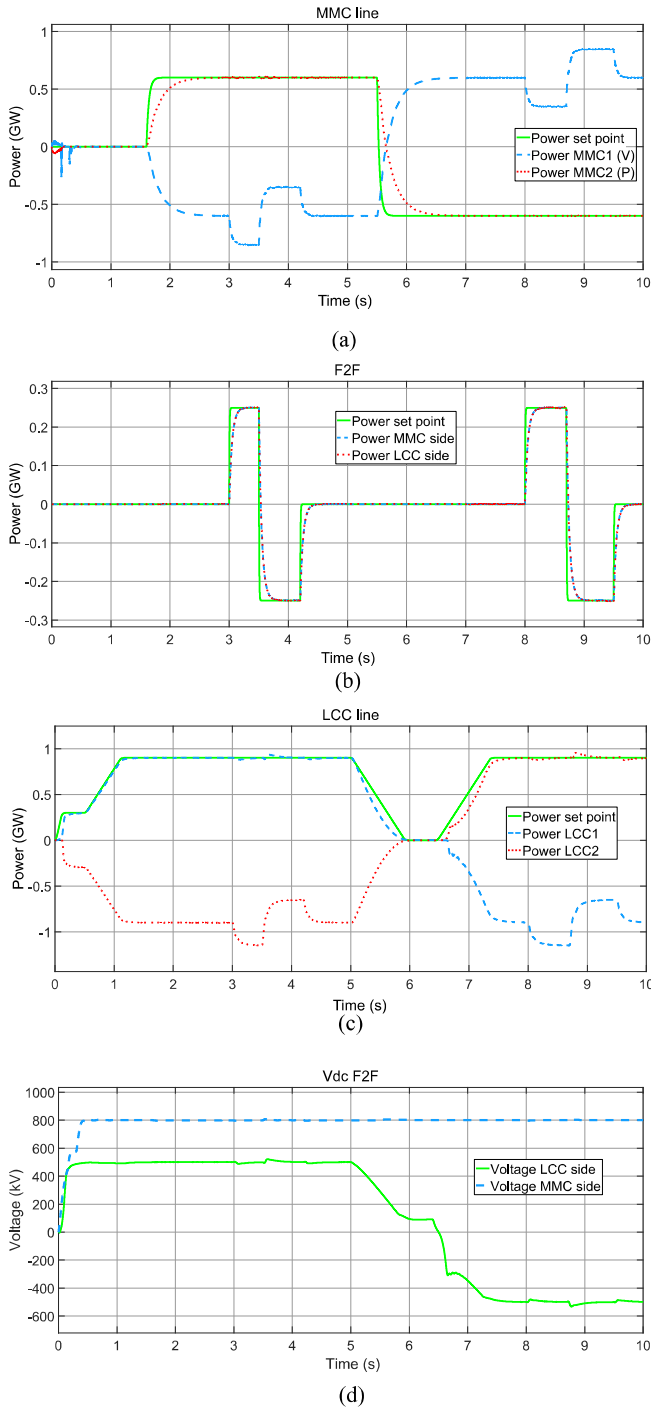 MMC line
1
0.5
0
-0.5
-1
Power (GW)
Power set point
Power MMC1 (V)
Power MMC2 (P)
0 1 2 3 4 5 6 7 8 9 10
Time (s)
(a)
F2F
0.3
0.2
0.1
0
-0.1
-0.2
-0.3
Power (GW)
Power set point
Power MMC side
Power LCC side
0 1 2 3 4 5 6 7 8 9 10
Time (s)
(b)
LCC line
1
0.5
0
-0.5
-1
Power (GW)
Power set point
Power LCC1
Power LCC2
0 1 2 3 4 5 6 7 8 9 10
Time (s)
(c)
Vdc F2F
1000
800
600
400
200
0
-200
-400
-600
Voltage (kV)
Voltage LCC side
Voltage MMC side
0 1 2 3 4 5 6 7 8 9 10
Time (s)
(d)